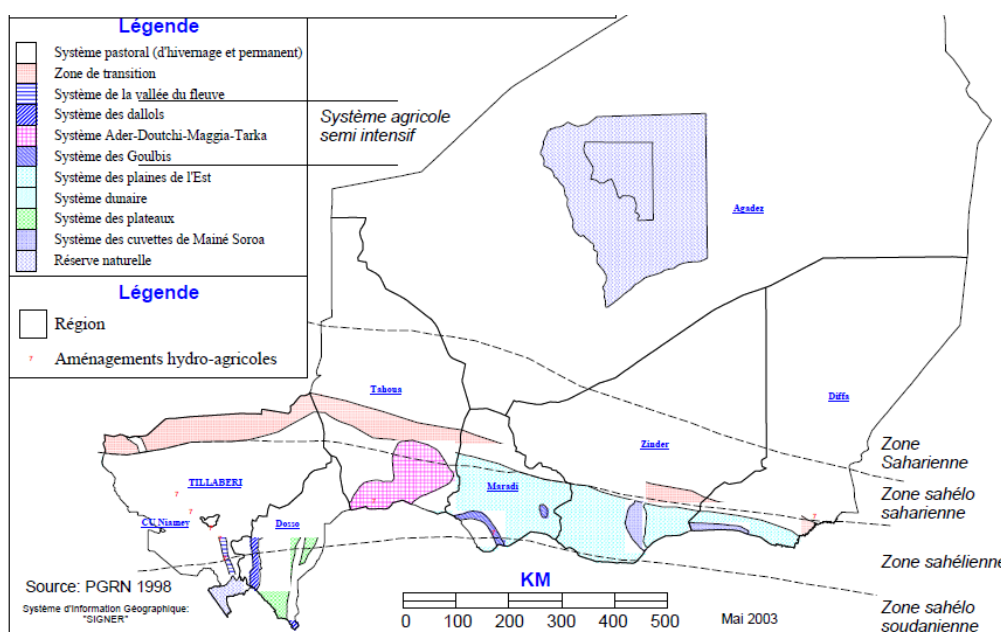 Légende
Système pastoral (d'hivernage et permanent)
Zone de transition
Système de la vallée du fleuve
Système des dallols
Système Ader-Doutchi-Maggia-Tarka
Système des Goulbis
Système des plaines de l'Est
Système dunaire
Système des plateaux
Système des cuvettes de Mainé Soroa
Réserve naturelle
Système agricole
semi intensif
Légende
Région
? Aménagements hydro-agricoles
Agadez
Tahoua
Diffa
Zinder
Maradi
TILLABERI
?
?
?
?
CU Niamey
Dosso
Zone
Saharienne
Zone sahélo
saharienne
Zone sahélienne
Zone sahélo
soudanienne
Source: PGRN 1998
Système d'Information Géographique:
"SIGNER"
KM
0 100 200 300 400 500
Mai 2003